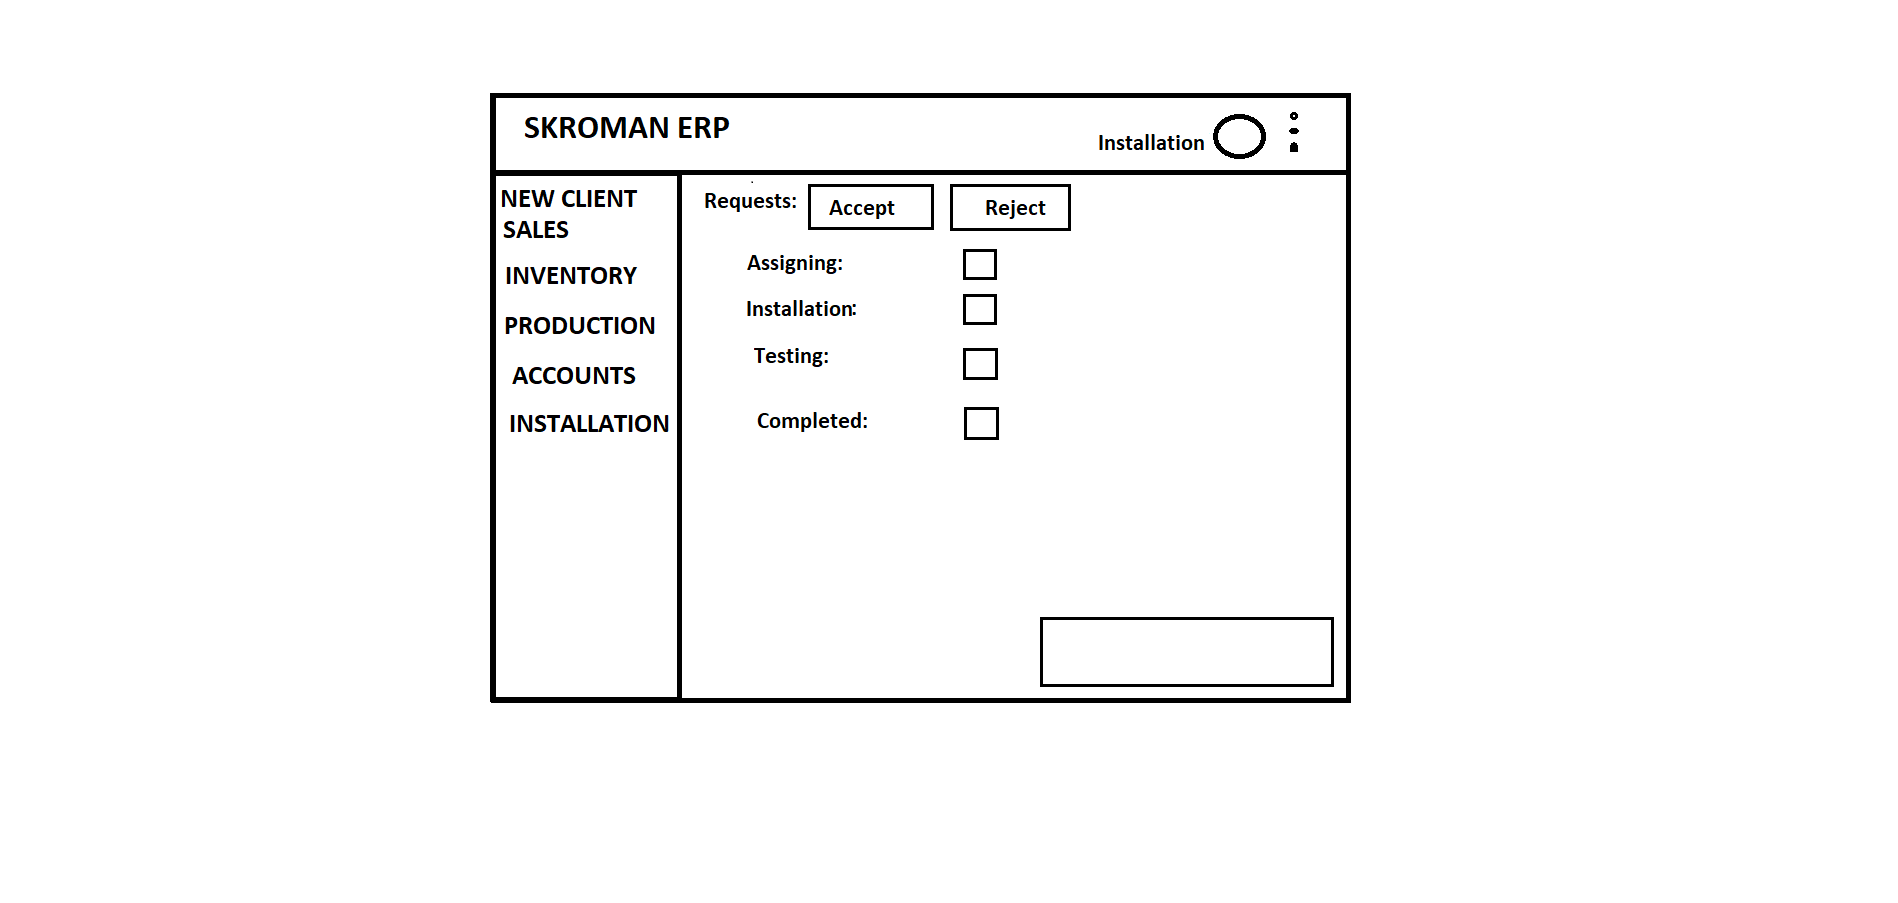 SKROMAN ERP
Installation
NEW CLIENT
SALES
INVENTORY
PRODUCTION
ACCOUNTS
INSTALLATION
Requests: Accept Reject
Assigning:
Installation:
Testing:
Completed: